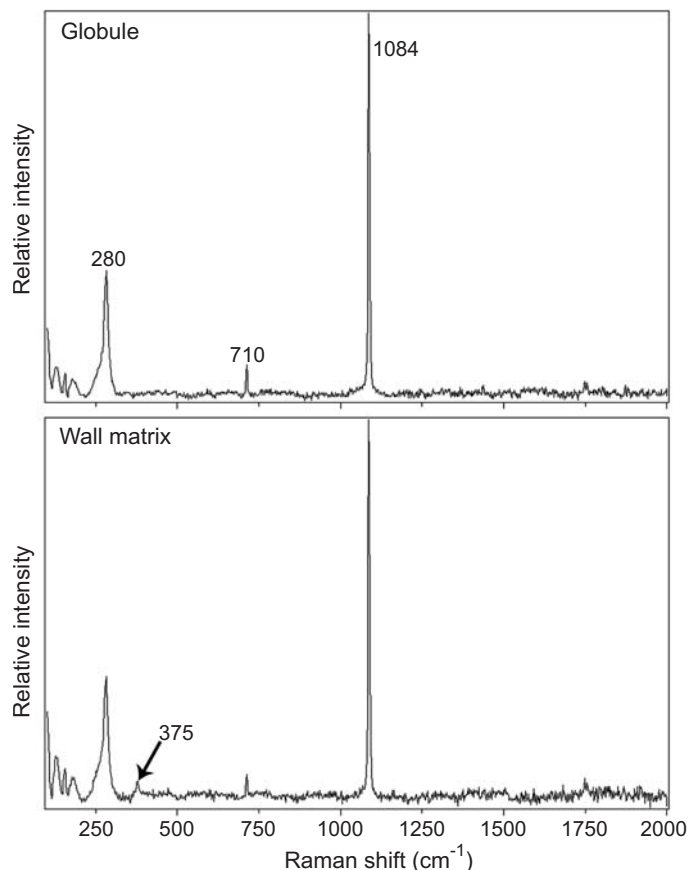 Globule
1084
280
710
Relative intensity
Wall matrix
375
Relative intensity
250 500 750 1000 1250 1500 1750 2000
Raman shift (cm⁻¹)